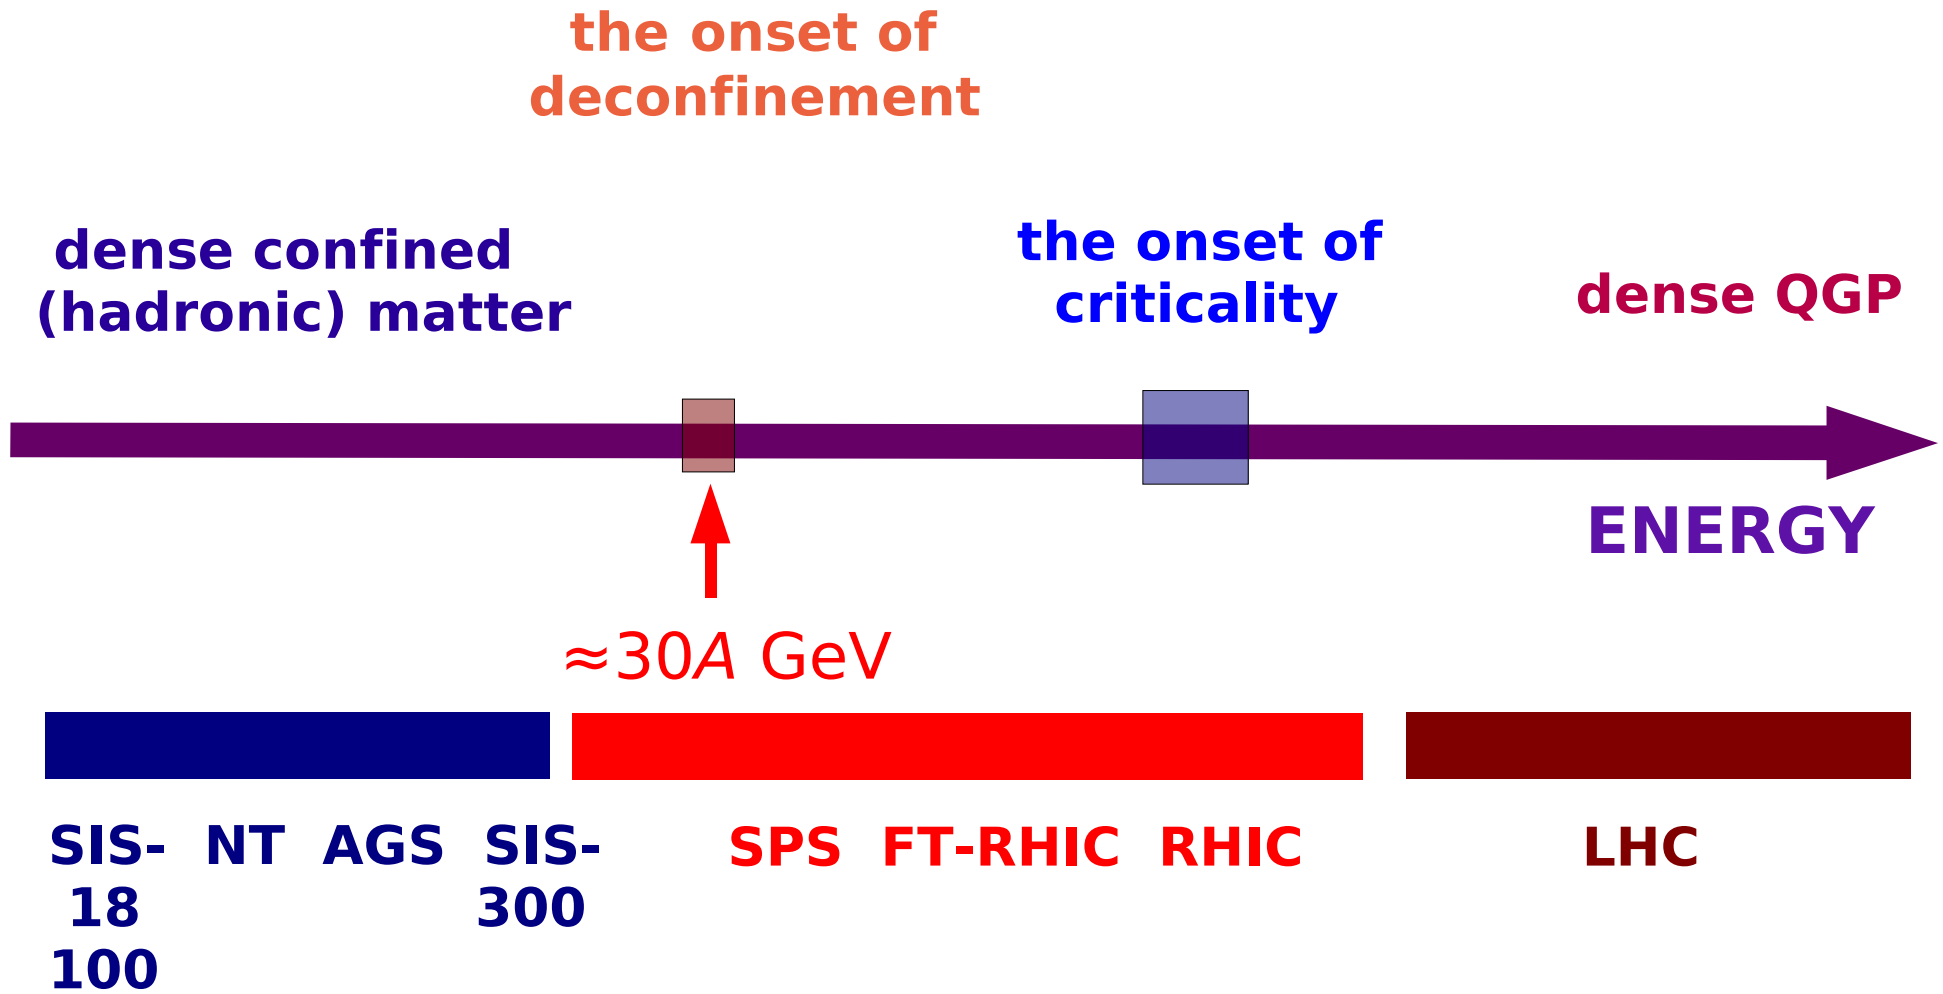 the onset of
deconfinement
dense confined
(hadronic) matter
the onset of
criticality
dense QGP
ENERGY
≈30A GeV
SIS- NT AGS SIS-
18 300
100
SPS FT-RHIC RHIC
LHC